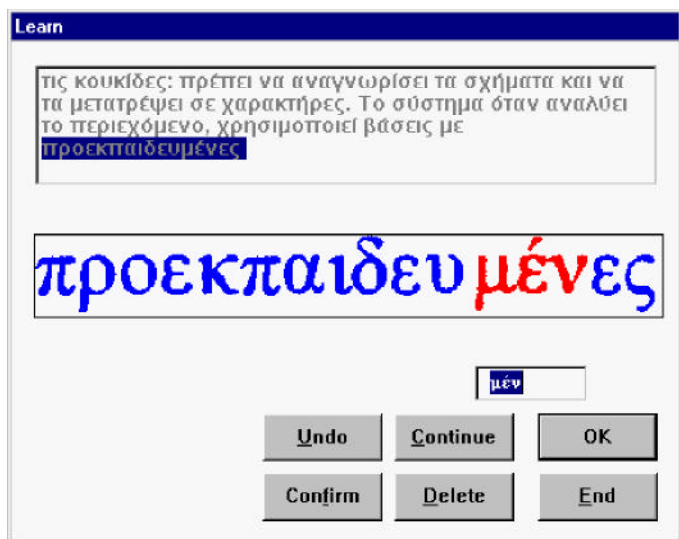 Learn
τις κουκίδες: πρέπει να αναγνωρίσει τα σχήματα και να
τα μετατρέψει σε χαρακτήρες. Το σύστημα όταν αναλύει
το περιεχόμενο, χρησιμοποιεί βάσεις με
προεκπαιδευμένες
προεκπαιδευμένες
μέν
Undo Continue OK
Confirm Delete End